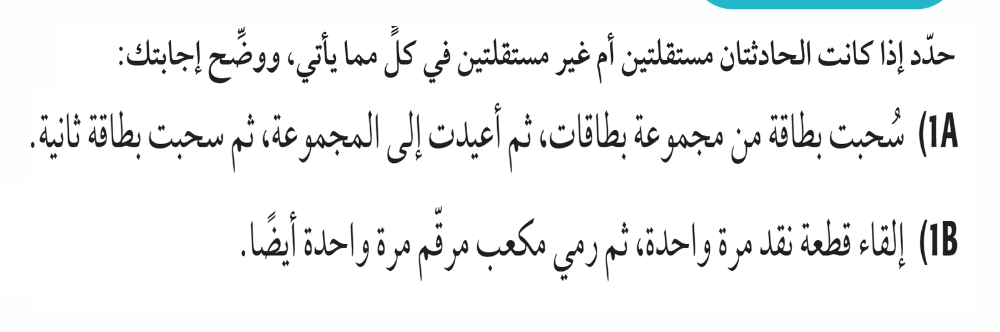 حدّد إذا كانت الحادثتان مستقلتين أم غير مستقلتين في كلٍّ مما يأتي، ووضِّح إجابتك:
1A) سُحبت بطاقة من مجموعة بطاقات، ثم أعيدت إلى المجموعة، ثم سحبت بطاقة ثانية.
1B) إلقاء قطعة نقد مرة واحدة، ثم رمي مكعب مرقّم مرة واحدة أيضًا.